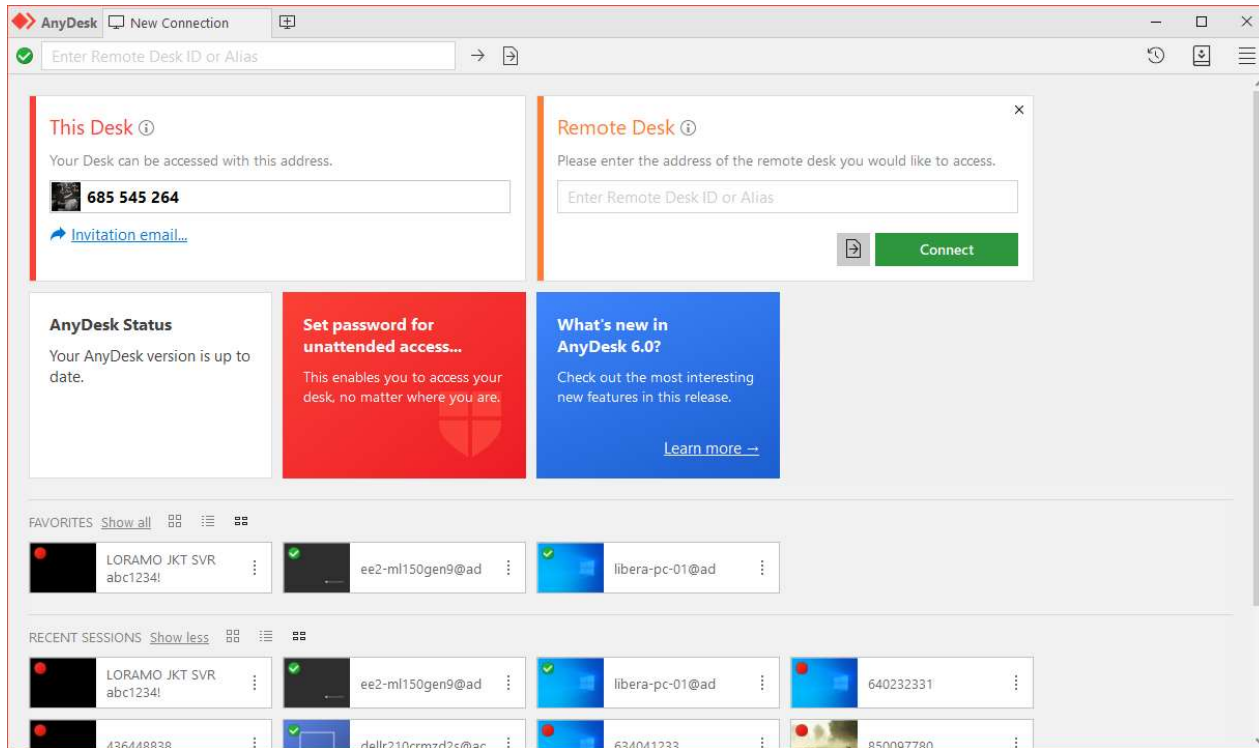 AnyDesk New Connection
Enter Remote Desk ID or Alias
This Desk
Your Desk can be accessed with this address.
685 545 264
Invitation email...
Remote Desk
Please enter the address of the remote desk you would like to access.
Enter Remote Desk ID or Alias
Connect
AnyDesk Status
Your AnyDesk version is up to
date.
Set password for
unattended access...
This enables you to access your
desk, no matter where you are.
What's new in
AnyDesk 6.0?
Check out the most interesting
new features in this release.
Learn more →
FAVORITES Show all
LORAMO JKT SVR
abc1234!
ee2-ml150gen9@ad
libera-pc-01@ad
RECENT SESSIONS Show less
LORAMO JKT SVR
abc1234!
ee2-ml150gen9@ad
libera-pc-01@ad
640232331
436448838
dellr210crmzd2s@ac
634041233
850097780